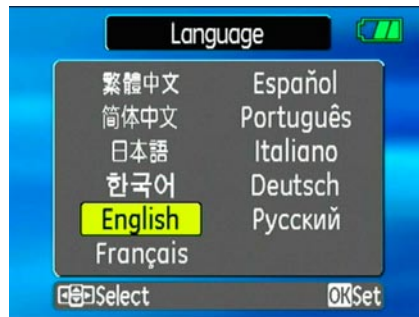 Language
繁體中文
简体中文
日本語
한국어
English
Français
Español
Português
Italiano
Deutsch
Русский
Select
OK Set